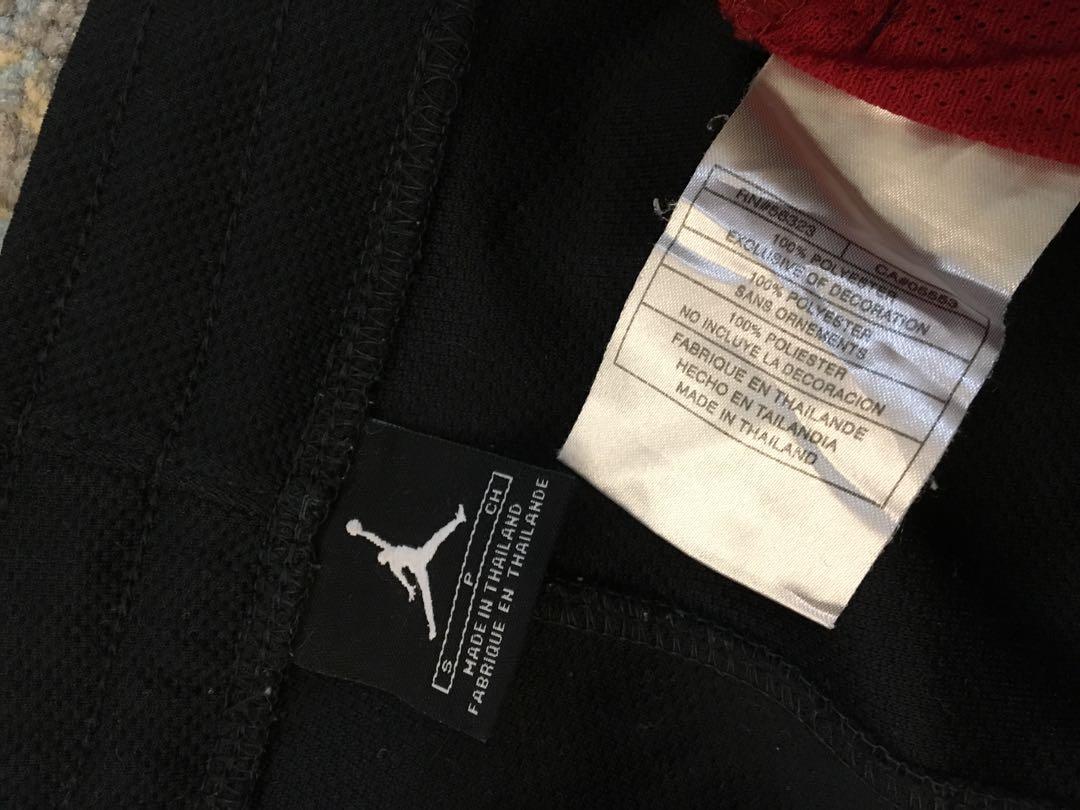 RN#56323 CA#05553
100% POLYESTER
EXCLUSIVE OF DECORATION
100% POLYESTER
SANS ORNEMENTS
100% POLIESTER
NO INCLUYE LA DECORACION
FABRIQUE EN THAILANDE
HECHO EN TAILANDIA
MADE IN THAILAND
S P CH
MADE IN THAILAND
FABRIQUE EN THAILANDE